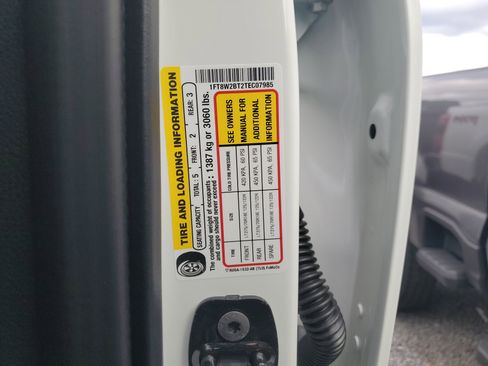 1FT8W2BT2TEC07985
TIRE AND LOADING INFORMATION
SEATING CAPACITY TOTAL: 5 FRONT: 2 REAR: 3
The combined weight of occupants and cargo should never exceed : 1387 kg or 3060 lbs.
TIRE SIZE COLD TIRE PRESSURE
FRONT 420 KPA, 60 PSI
REAR 450 KPA, 65 PSI
SPARE 450 KPA, 65 PSI
SEE OWNERS
MANUAL FOR
ADDITIONAL
INFORMATION